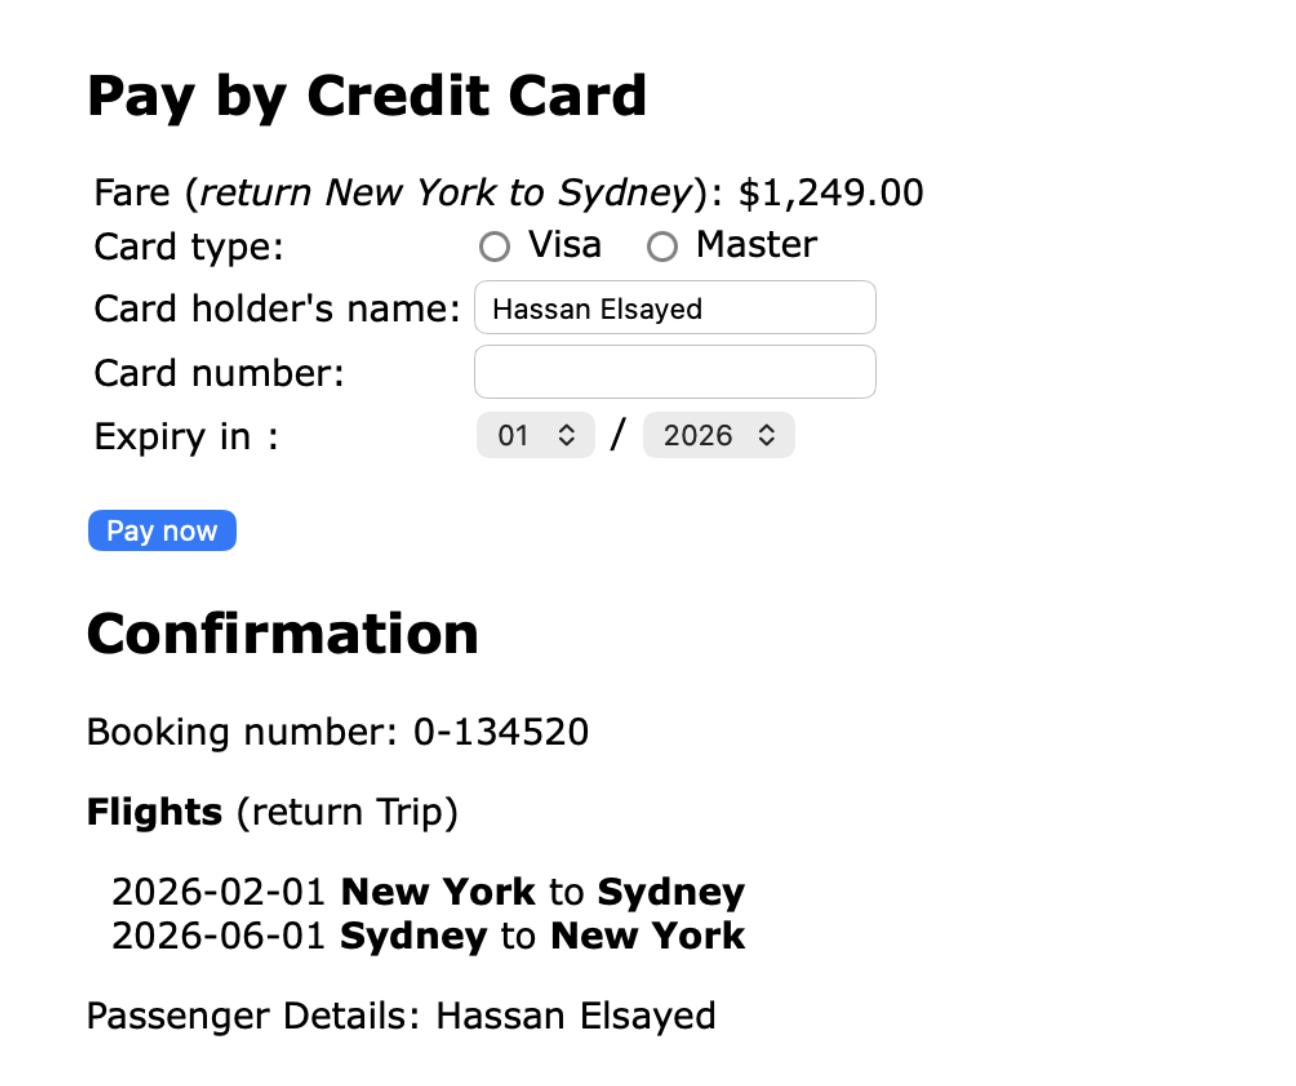 Pay by Credit Card
Fare (return New York to Sydney): $1,249.00
Card type: Visa Master
Card holder's name: Hassan Elsayed
Card number:
Expiry in : 01 / 2026
Pay now
Confirmation
Booking number: 0-134520
Flights (return Trip)
2026-02-01 New York to Sydney
2026-06-01 Sydney to New York
Passenger Details: Hassan Elsayed